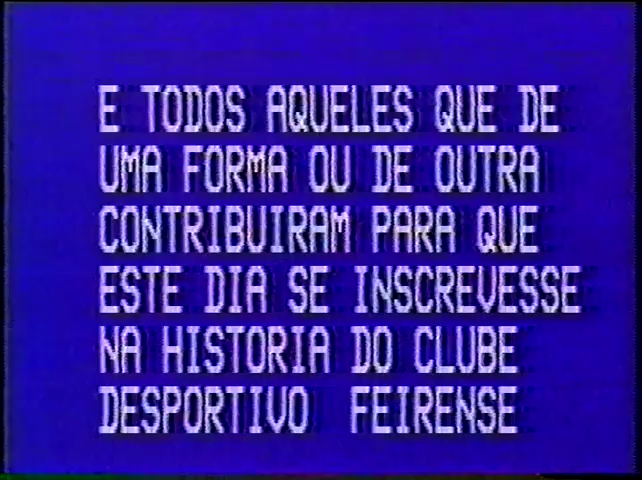 E TODOS AQUELES QUE DE
UMA FORMA OU DE OUTRA
CONTRIBUIRAM PARA QUE
ESTE DIA SE INSCREVESSE
NA HISTORIA DO CLUBE
DESPORTIVO FEIRENSE